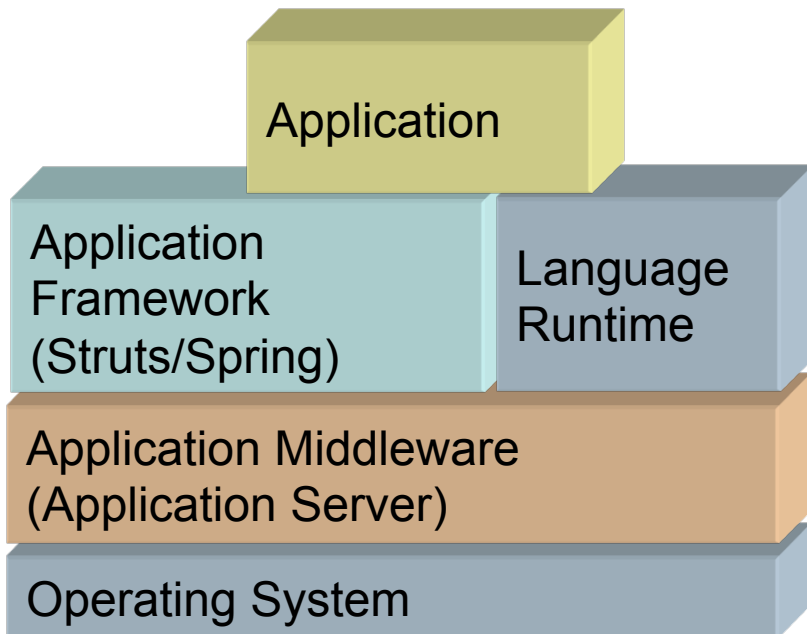 Application
Application
Framework
(Struts/Spring)
Language
Runtime
Application Middleware
(Application Server)
Operating System